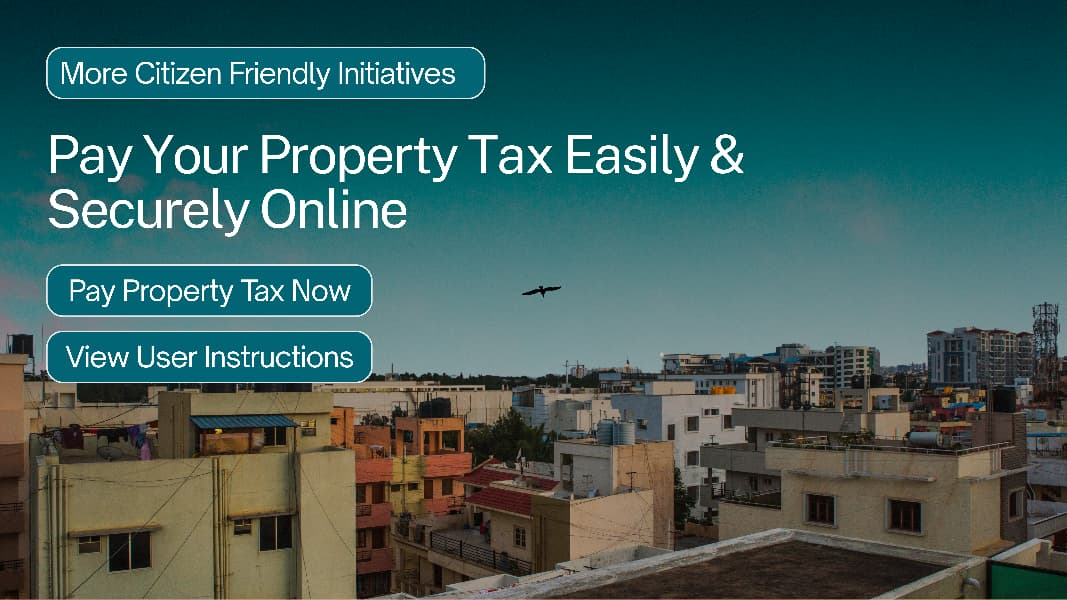 More Citizen Friendly Initiatives
Pay Your Property Tax Easily &
Securely Online
Pay Property Tax Now
View User Instructions